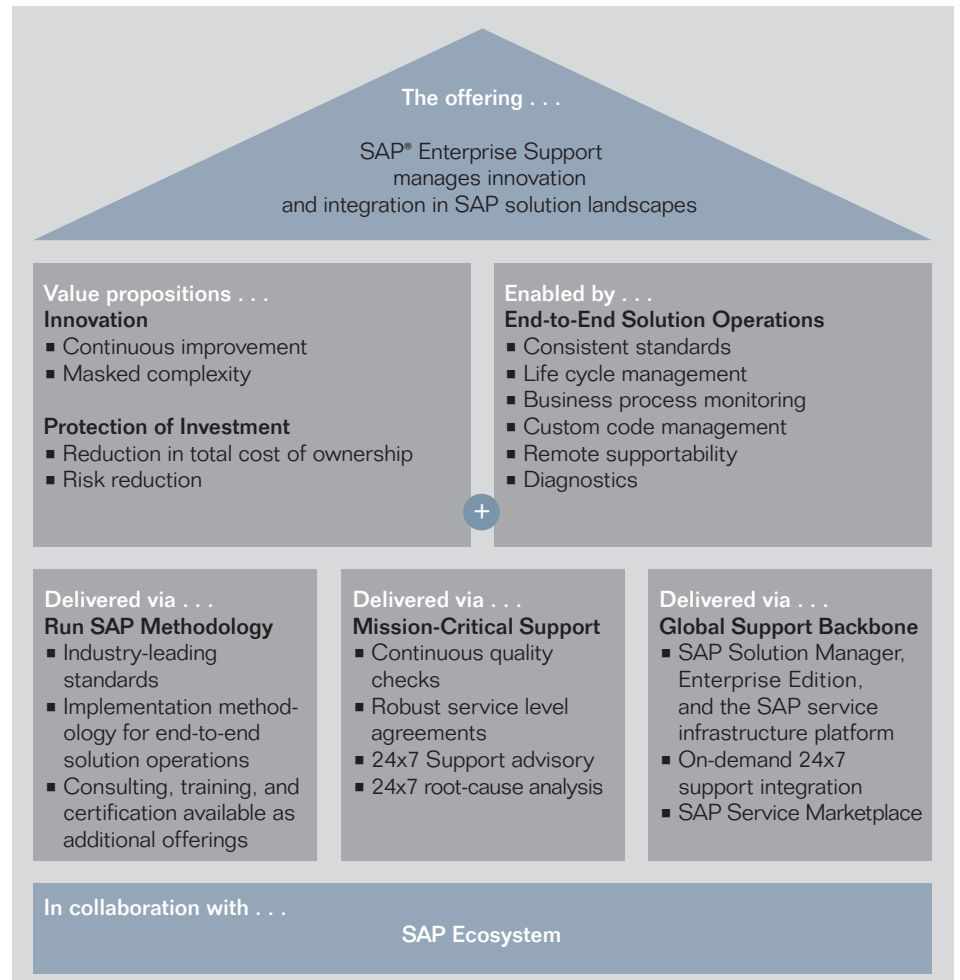 The offering . . .
SAP® Enterprise Support
manages innovation
and integration in SAP solution landscapes
Value propositions . . .
Innovation
▪ Continuous improvement
▪ Masked complexity
Protection of Investment
▪ Reduction in total cost of ownership
▪ Risk reduction
Enabled by . . .
End-to-End Solution Operations
▪ Consistent standards
▪ Life cycle management
▪ Business process monitoring
▪ Custom code management
▪ Remote supportability
▪ Diagnostics
+
Delivered via . . .
Run SAP Methodology
▪ Industry-leading
standards
▪ Implementation method-
ology for end-to-end
solution operations
▪ Consulting, training, and
certification available as
additional offerings
Delivered via . . .
Mission-Critical Support
▪ Continuous quality
checks
▪ Robust service level
agreements
▪ 24x7 Support advisory
▪ 24x7 root-cause analysis
Delivered via . . .
Global Support Backbone
▪ SAP Solution Manager,
Enterprise Edition,
and the SAP service
infrastructure platform
▪ On-demand 24x7
support integration
▪ SAP Service Marketplace
In collaboration with . . .
SAP Ecosystem